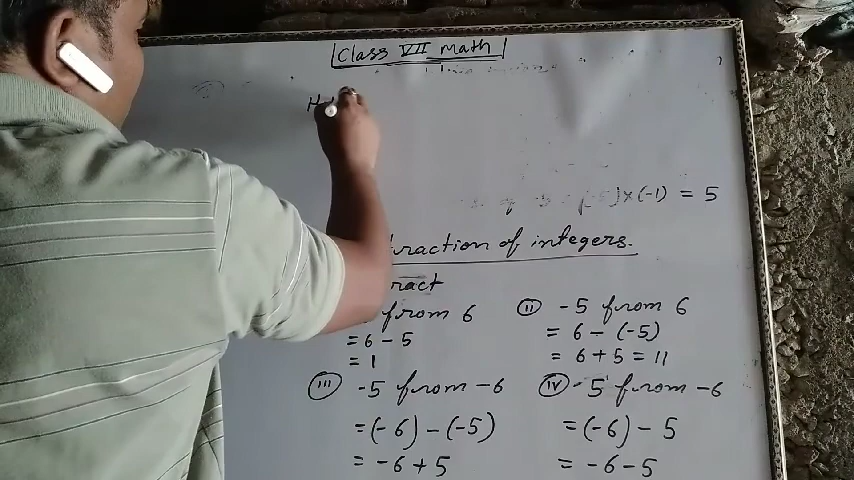 Class VII Math
H
)×(-1) = 5
raction of integers.
ract
from 6
= 6 - 5
= 1
(ii) -5 from 6
= 6 - (-5)
= 6 + 5 = 11
(iii) -5 from -6
= (-6) - (-5)
= -6 + 5
(iv) 5 from -6
= (-6) - 5
= -6 - 5